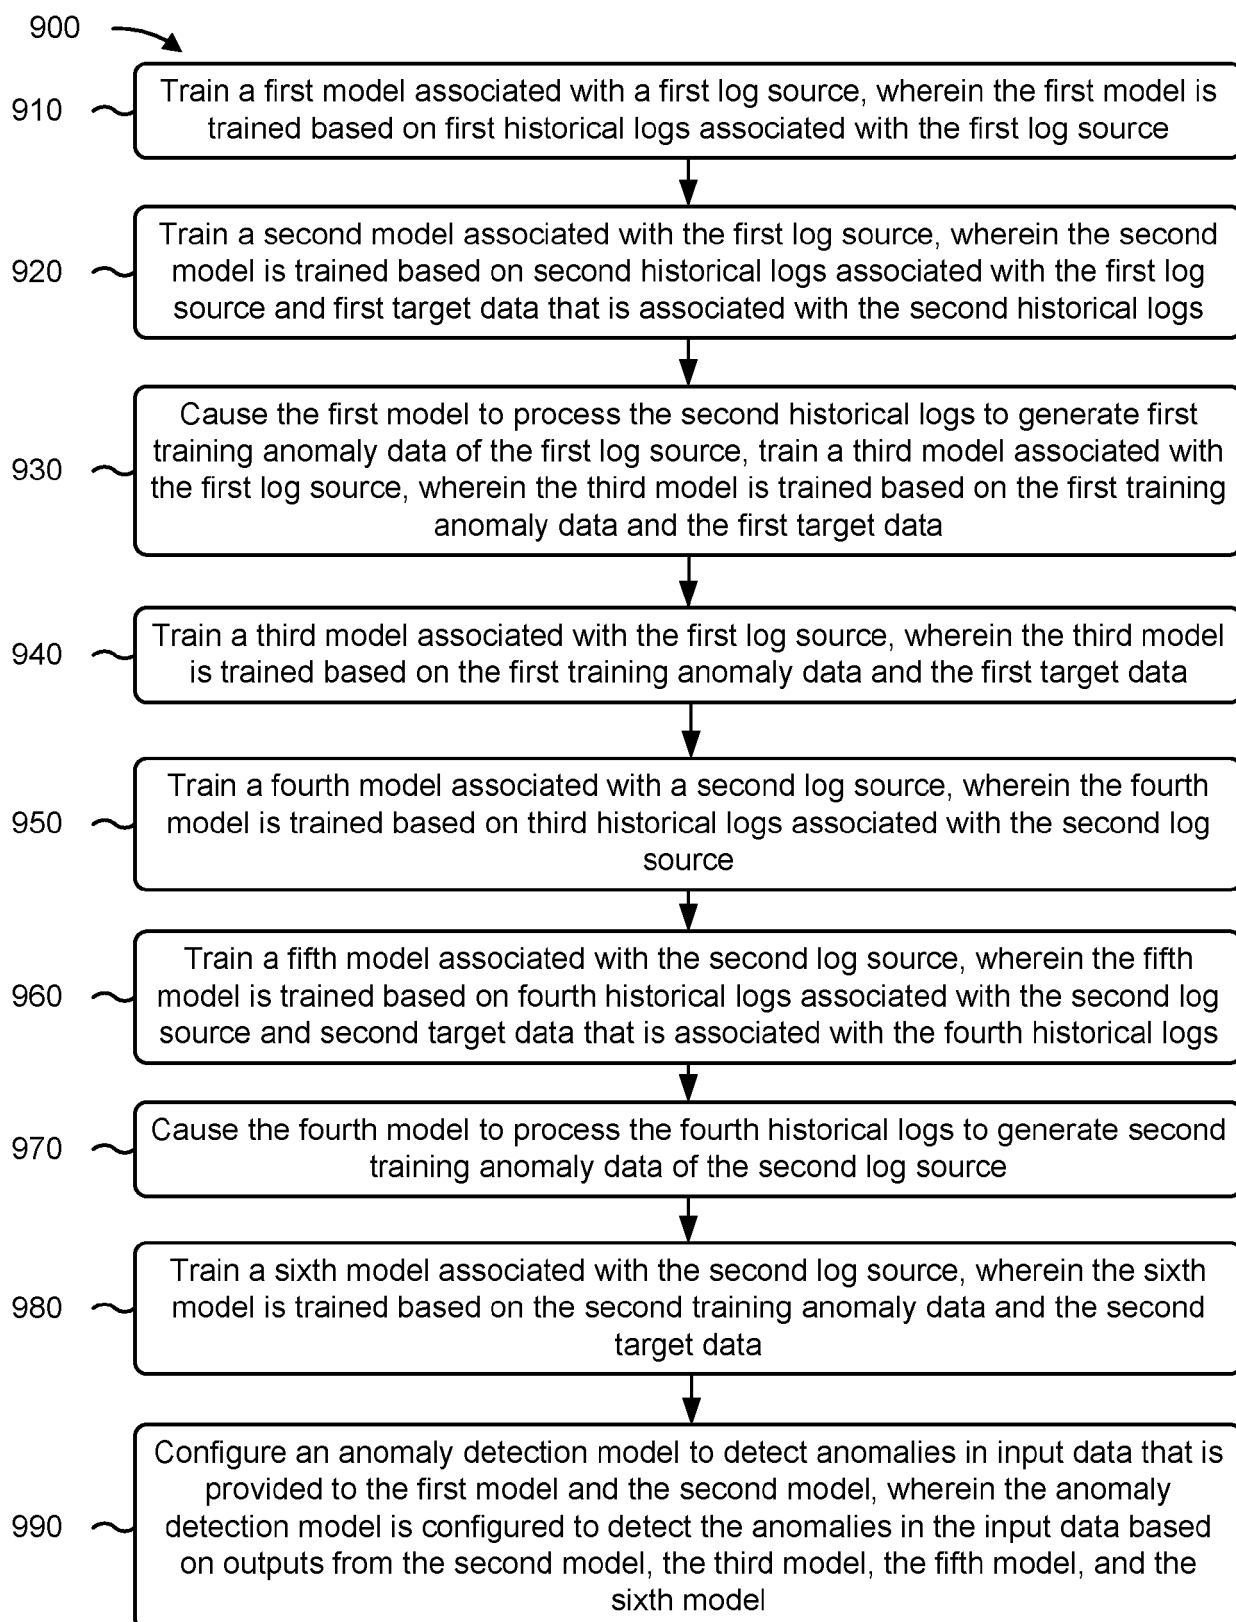 900
910
Train a first model associated with a first log source, wherein the first model is
trained based on first historical logs associated with the first log source
920
Train a second model associated with the first log source, wherein the second
model is trained based on second historical logs associated with the first log
source and first target data that is associated with the second historical logs
930
Cause the first model to process the second historical logs to generate first
training anomaly data of the first log source, train a third model associated with
the first log source, wherein the third model is trained based on the first training
anomaly data and the first target data
940
Train a third model associated with the first log source, wherein the third model
is trained based on the first training anomaly data and the first target data
950
Train a fourth model associated with a second log source, wherein the fourth
model is trained based on third historical logs associated with the second log
source
960
Train a fifth model associated with the second log source, wherein the fifth
model is trained based on fourth historical logs associated with the second log
source and second target data that is associated with the fourth historical logs
970
Cause the fourth model to process the fourth historical logs to generate second
training anomaly data of the second log source
980
Train a sixth model associated with the second log source, wherein the sixth
model is trained based on the second training anomaly data and the second
target data
990
Configure an anomaly detection model to detect anomalies in input data that is
provided to the first model and the second model, wherein the anomaly
detection model is configured to detect the anomalies in the input data based
on outputs from the second model, the third model, the fifth model, and the
sixth model